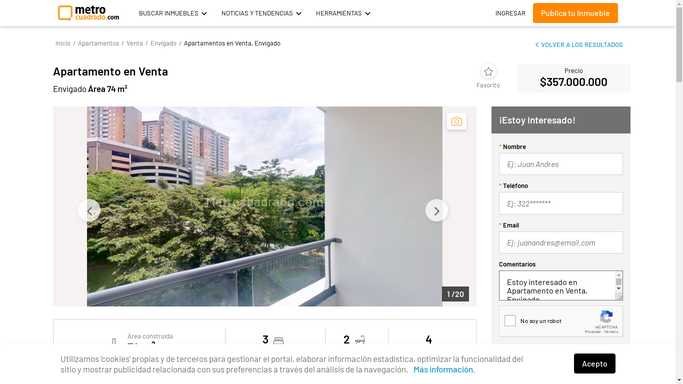 metro
cuadrado.com
BUSCAR INMUEBLES
NOTICIAS Y TENDENCIAS
HERRAMIENTAS
INGRESAR
Publica tu Inmueble
Inicio / Apartamentos / Venta / Envigado / Apartamentos en Venta, Envigado
VOLVER A LOS RESULTADOS
Apartamento en Venta
Envigado Área 74 m²
Favorito
Precio
$357.000.000
Metrocuadrado.com
1 / 20
¡Estoy interesado!
* Nombre
Ej: Juan Andres
* Teléfono
Ej: 322*******
* Email
Ej: juanandres@email.com
Comentarios
Estoy interesado en
Apartamento en Venta,
Envigado
No soy un robot
reCAPTCHA
Privacidad - Términos
Área construida
3
2
4
Utilizamos 'cookies' propias y de terceros para gestionar el portal, elaborar información estadística, optimizar la funcionalidad del
sitio y mostrar publicidad relacionada con sus preferencias a través del análisis de la navegación. Más información.
Acepto